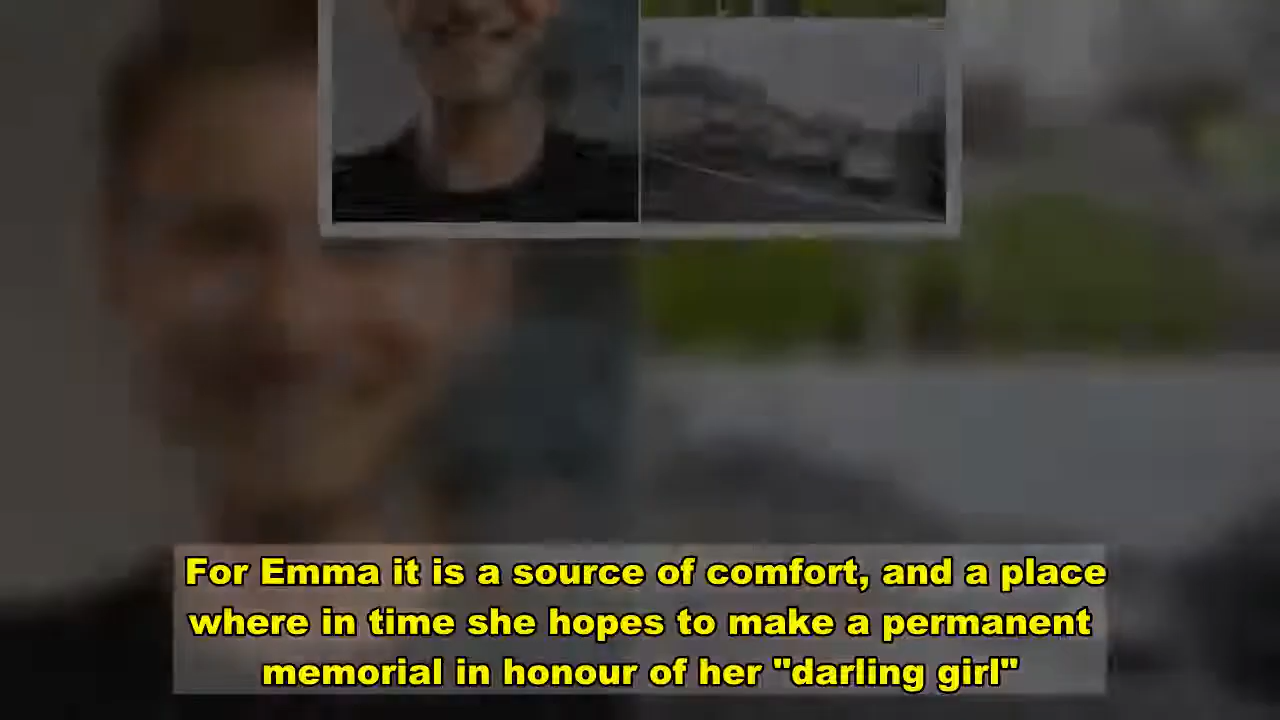 For Emma it is a source of comfort, and a place
where in time she hopes to make a permanent
memorial in honour of her "darling girl"